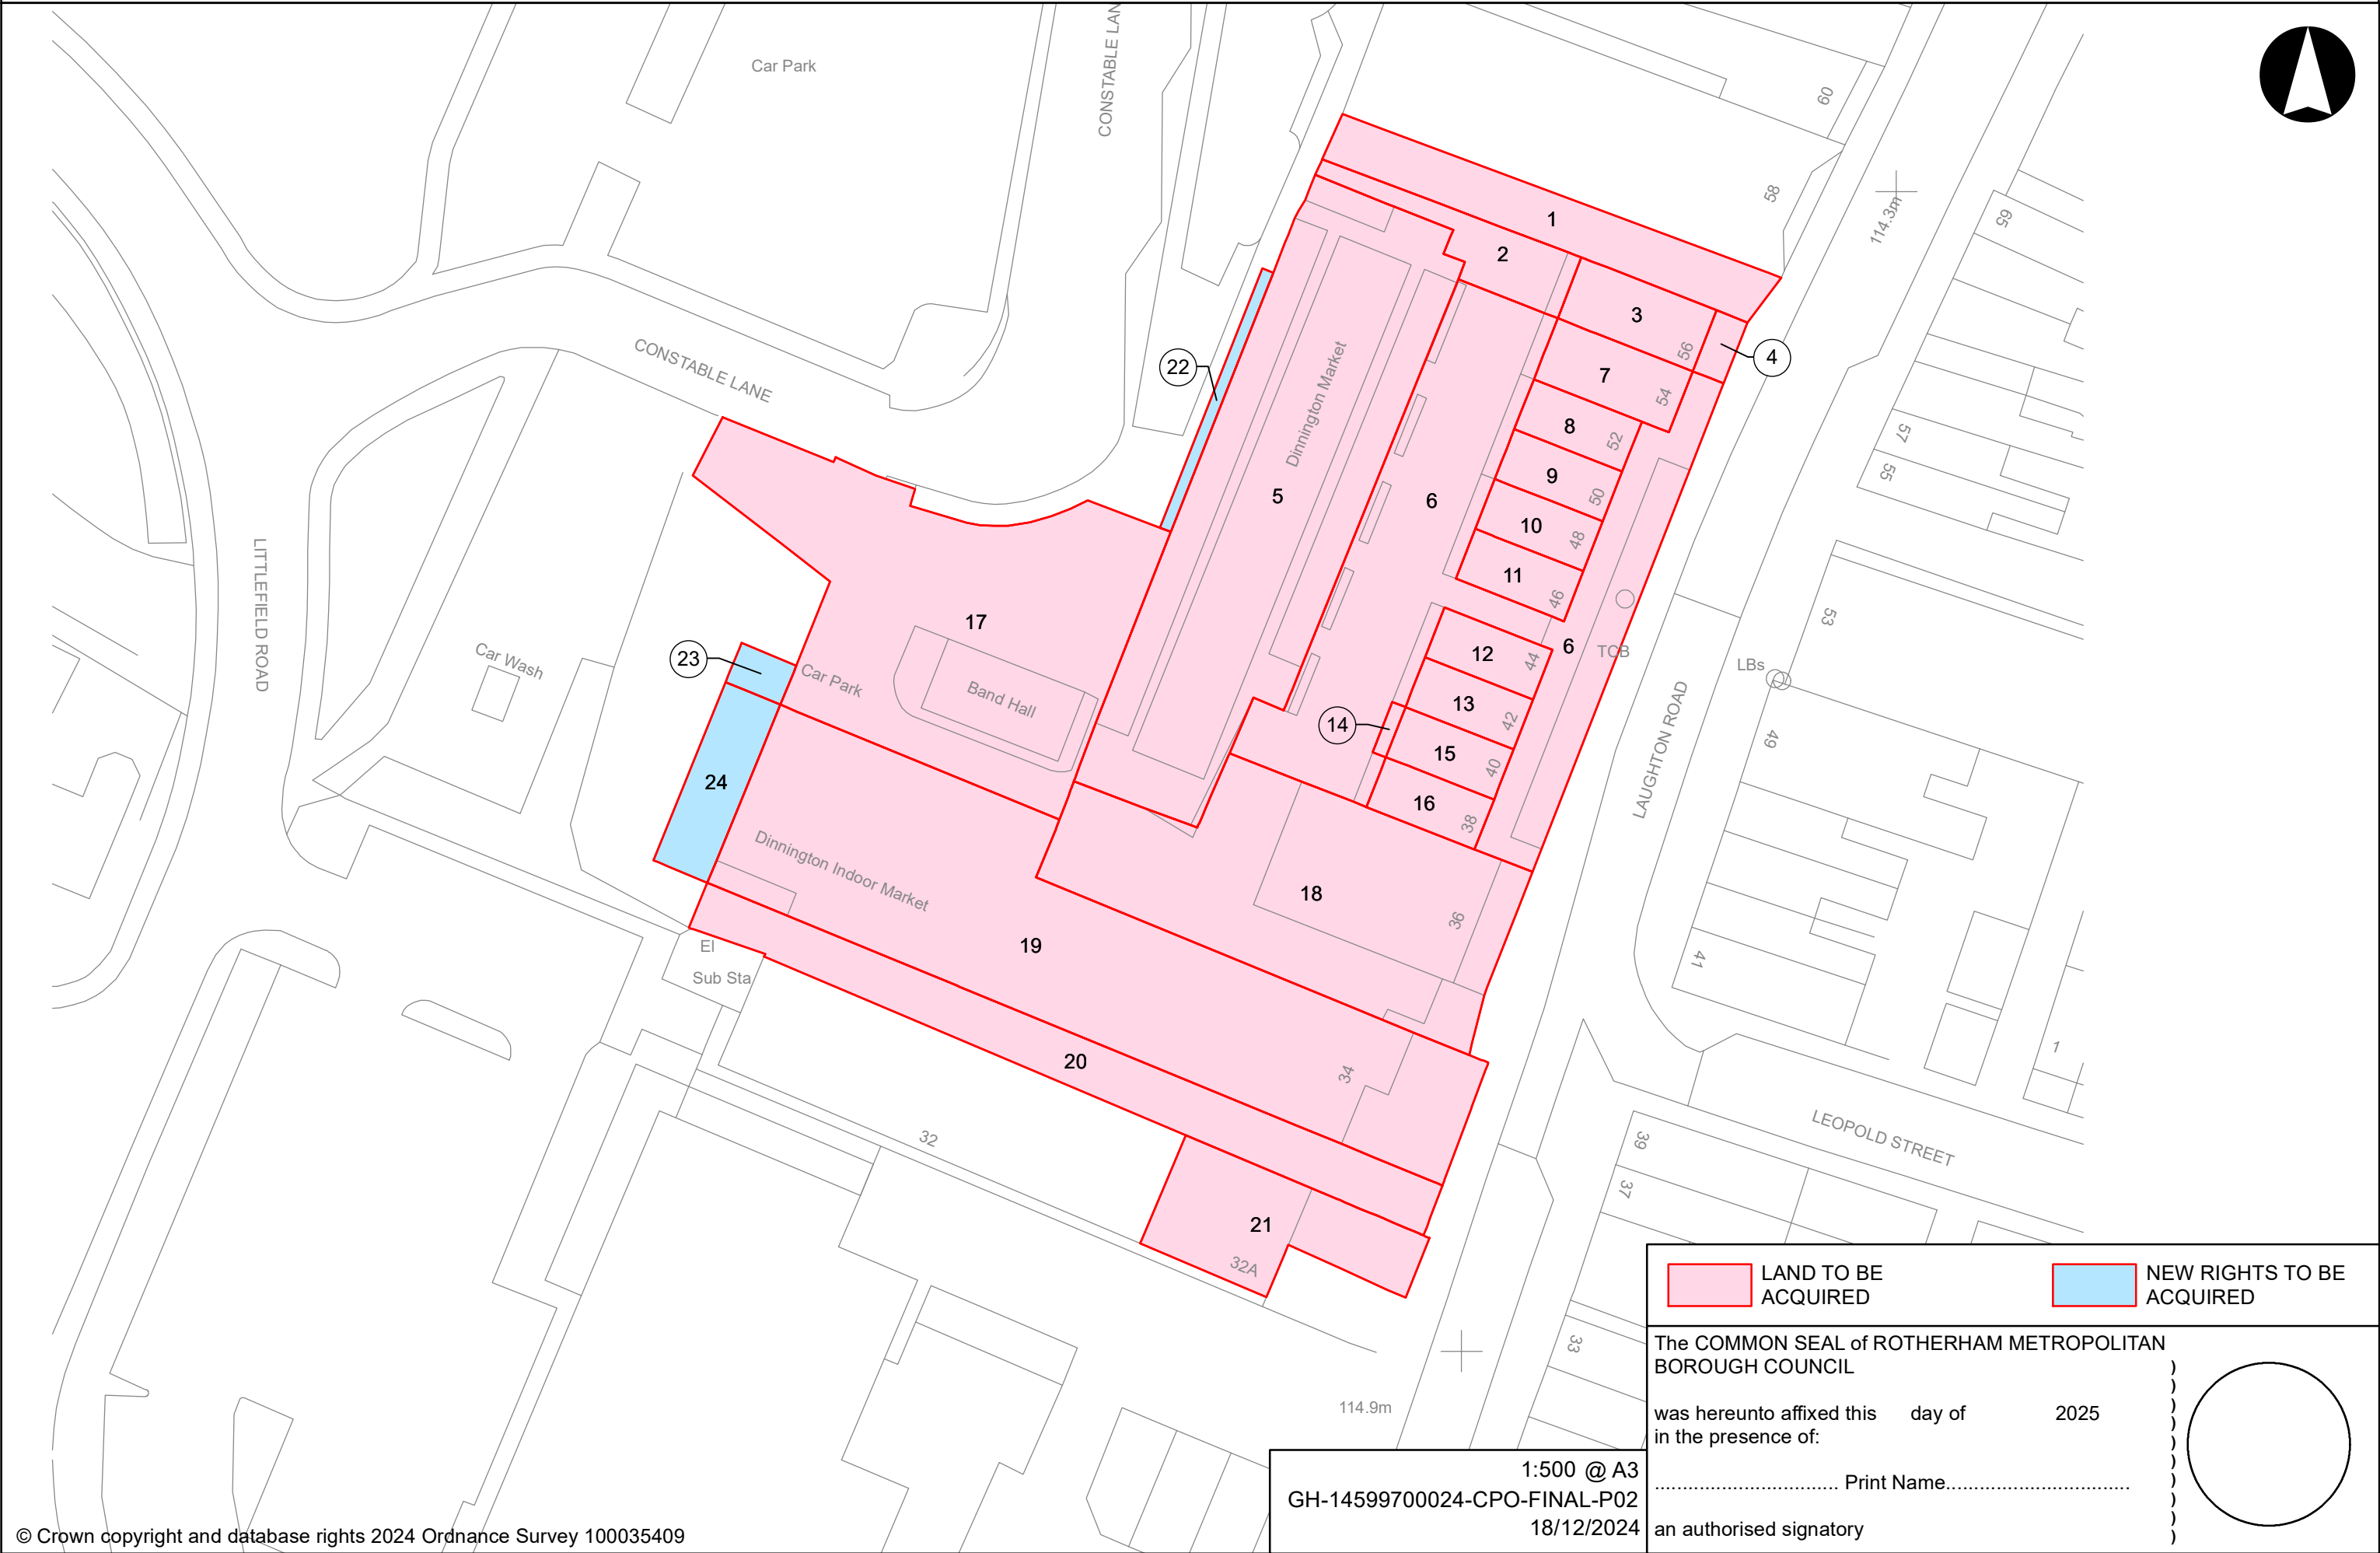 Car Park
CONSTABLE LAN
60
58
114.3m
65
1
2
3
56
4
CONSTABLE LANE
22
Dinnington Market
7
54
8
52
57
55
9
50
5
6
10
48
11
46
LITTLEFIELD ROAD
17
53
Car Wash
23
Car Park
Band Hall
12
44
6
TCB
LBs
13
42
14
15
40
49
LAUGHTON ROAD
24
16
38
Dinnington Indoor Market
18
36
19
41
El
Sub Sta
20
34
1
32
LEOPOLD STREET
39
37
21
32A
33
114.9m
LAND TO BE
ACQUIRED
NEW RIGHTS TO BE
ACQUIRED
The COMMON SEAL of ROTHERHAM METROPOLITAN
BOROUGH COUNCIL
was hereunto affixed this day of 2025
in the presence of:
................................. Print Name.................................
an authorised signatory
)
)
)
)
)
)
)
)
)
)
1:500 @ A3
GH-14599700024-CPO-FINAL-P02
18/12/2024
© Crown copyright and database rights 2024 Ordnance Survey 100035409